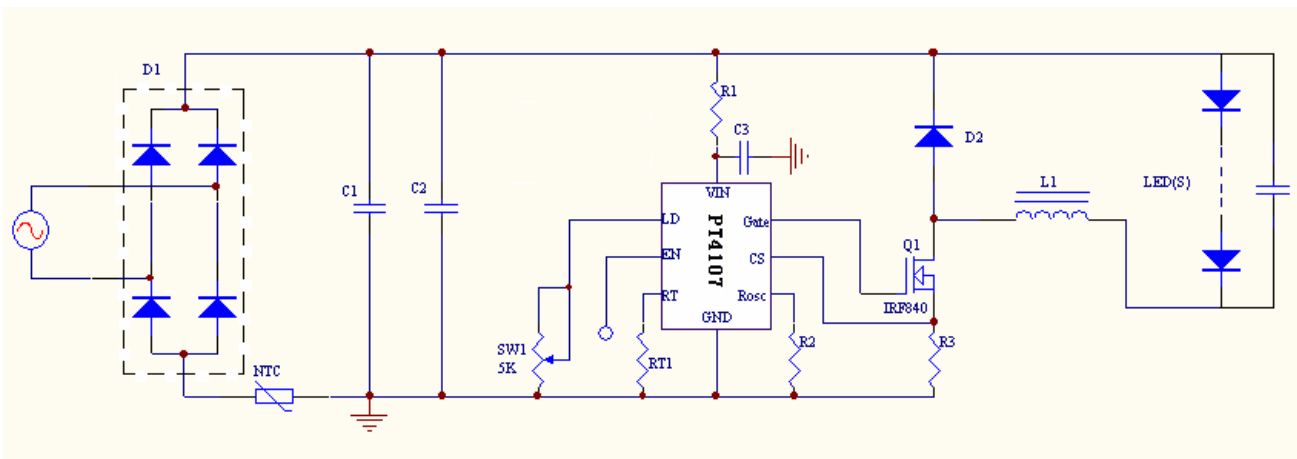 D1
R1
C3
D2
C1
C2
VIN
LD
EN
RT
PT4107
Gate
CS
Rosc
GND
Q1
IRF840
L1
LED(S)
SW1
5K
RT1
R2
R3
NTC